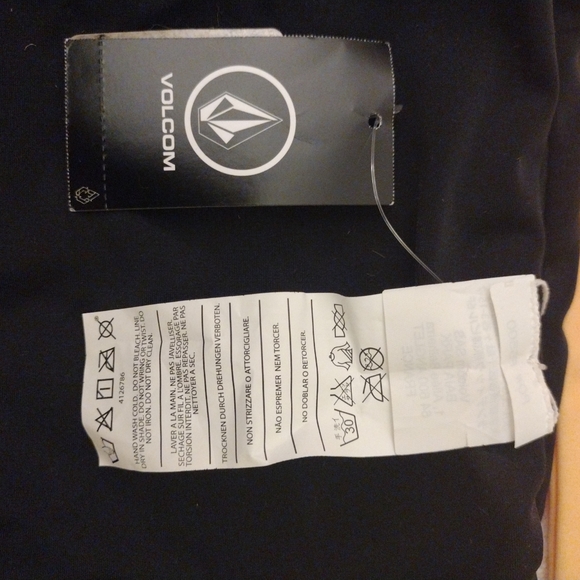 VOLCOM
4126786
HAND WASH COLD. DO NOT BLEACH. LINE
DRY IN SHADE. DO NOT WRING OR TWIST. DO
NOT IRON. DO NOT DRY CLEAN.
LAVER A LA MAIN. NE PAS JAVELLISER.
SECHAGE SUR FIL A L'OMBRE. ESSORAGE PAR
TORSION INTERDIT. NE PAS REPASSER. NE PAS
NETTOYER A SEC.
TROCKNEN DURCH DREHUNGEN VERBOTEN.
NON STRIZZARE O ATTORCIGLIARE.
NÃO ESPREMER NEM TORCER.
NO DOBLAR O RETORCER.
30